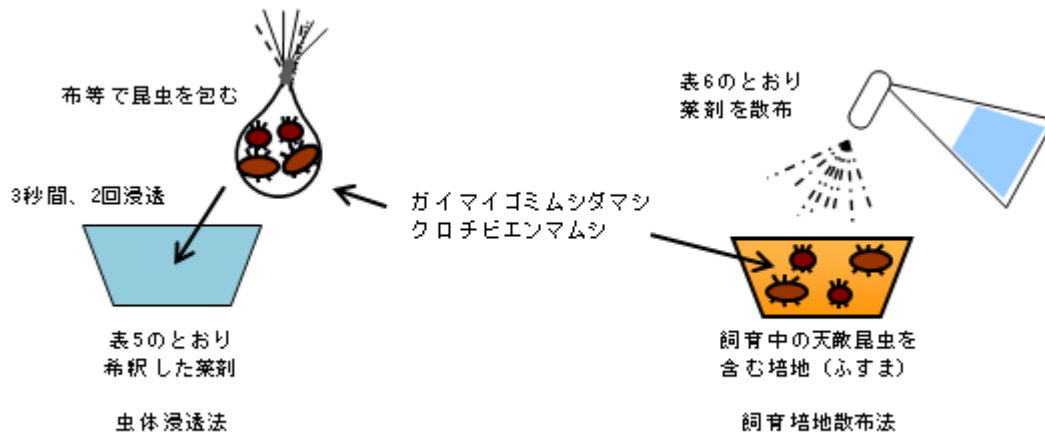 布等で昆虫を包む
3秒間、2回浸透
表5のとおり
希釈した薬剤
虫体浸透法
ガイマイゴミムシダマシ
クロチビエンマムシ
表6のとおり
薬剤を散布
飼育中の天敵昆虫を
含む培地（ふすま）
飼育培地散布法